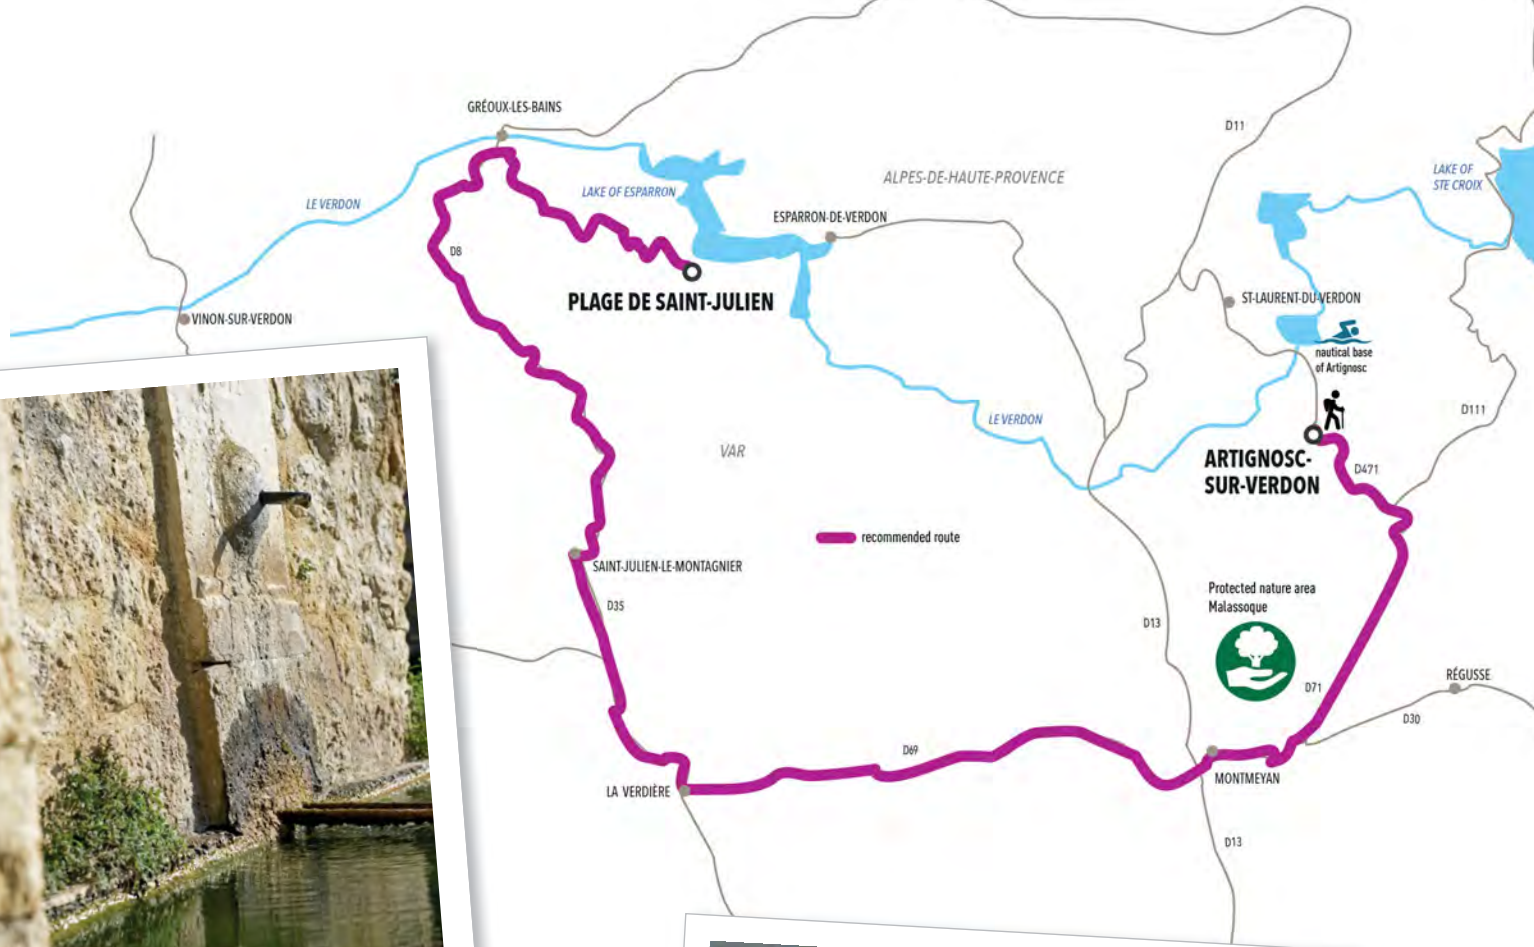 GRÉOUX-LES-BAINS
D11
LAKE OF
STE CROIX
ALPES-DE-HAUTE-PROVENCE
LAKE OF ESPARRON
LE VERDON
ESPARRON-DE-VERDON
D8
PLAGE DE SAINT-JULIEN
ST-LAURENT-DU-VERDON
VINON-SUR-VERDON
nautical base
of Artignosc
D111
LE VERDON
VAR
ARTIGNOSC-
SUR-VERDON
D471
recommended route
SAINT-JULIEN-LE-MONTAGNIER
Protected nature area
Malassoque
D35
D13
RÉGUSSE
D71
D30
D69
MONTMEYAN
LA VERDIÈRE
D13